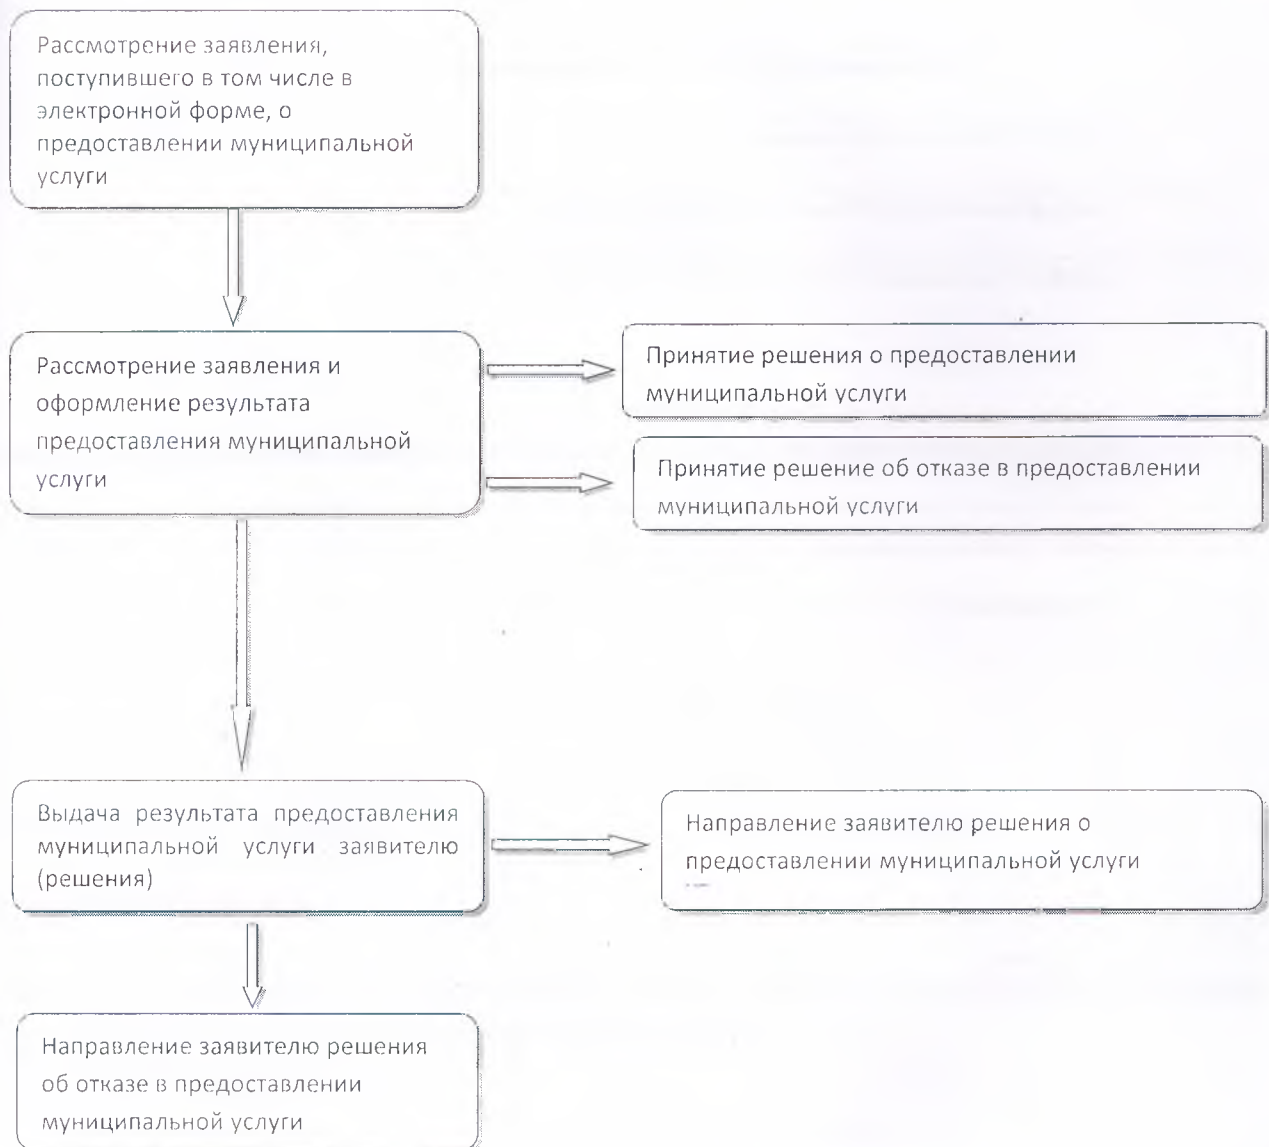 Рассмотрение заявления,
поступившего в том числе в
электронной форме, о
предоставлении муниципальной
услуги
Рассмотрение заявления и
оформление результата
предоставления муниципальной
услуги
Принятие решения о предоставлении
муниципальной услуги
Принятие решение об отказе в предоставлении
муниципальной услуги
Выдача результата предоставления
муниципальной услуги заявителю
(решения)
Направление заявителю решения о
предоставлении муниципальной услуги
Направление заявителю решения
об отказе в предоставлении
муниципальной услуги